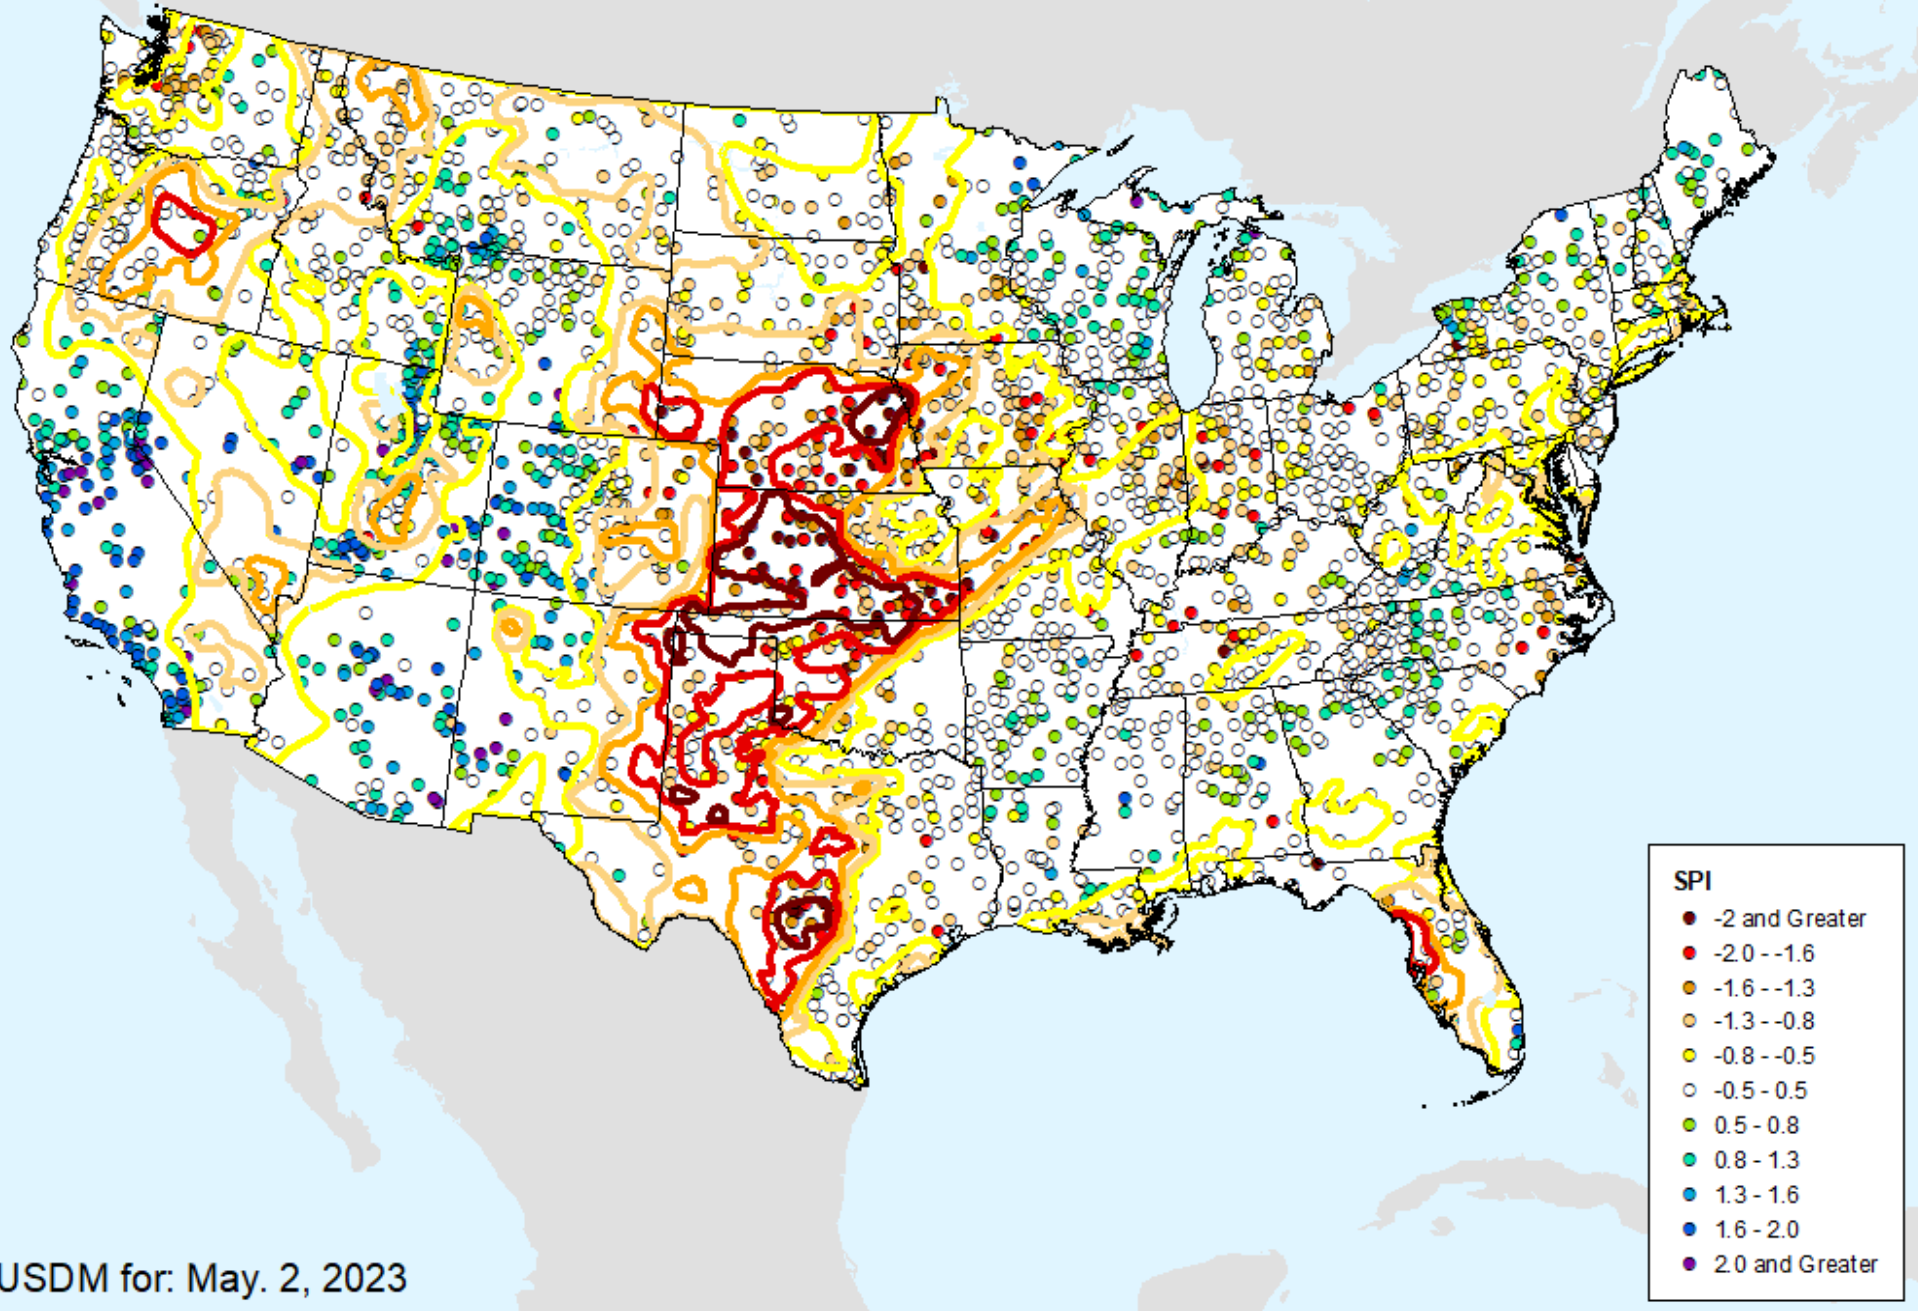 SPI
-2 and Greater
-2.0 - -1.6
-1.6 - -1.3
-1.3 - -0.8
-0.8 - -0.5
-0.5 - 0.5
0.5 - 0.8
0.8 - 1.3
1.3 - 1.6
1.6 - 2.0
2.0 and Greater
USDM for: May. 2, 2023